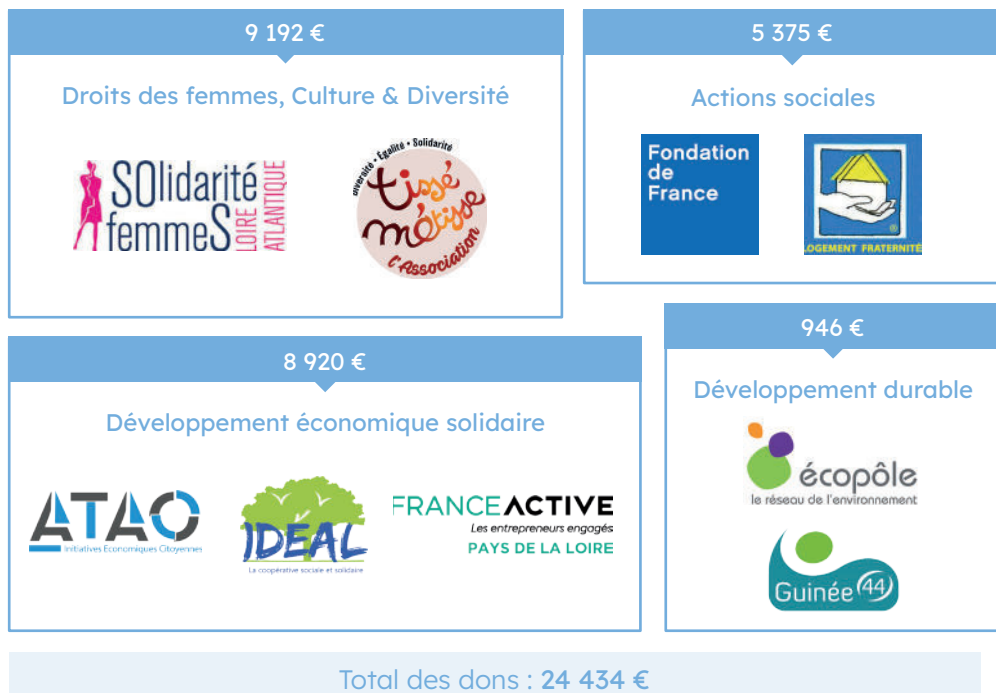 9 192 €
Droits des femmes, Culture & Diversité
SOlidarité
femmeS
LOIRE
ATLANTIQUE
Diversité • Égalité • Solidarité
tissé
métisse
l'Association
5 375 €
Actions sociales
Fondation
de
France
®
LOGEMENT FRATERNITÉ
8 920 €
Développement économique solidaire
ATAO
Initiatives Economiques Citoyennes
IDEAL
La coopérative sociale et solidaire
FRANCEACTIVE
Les entrepreneurs engagés
PAYS DE LA LOIRE
946 €
Développement durable
écopôle
le réseau de l'environnement
Guinée 44
Total des dons : 24 434 €